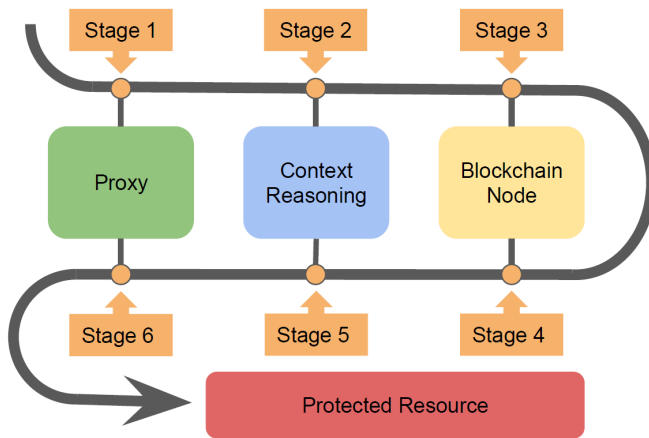 Stage 1
Stage 2
Stage 3
Proxy
Context
Reasoning
Blockchain
Node
Stage 6
Stage 5
Stage 4
Protected Resource